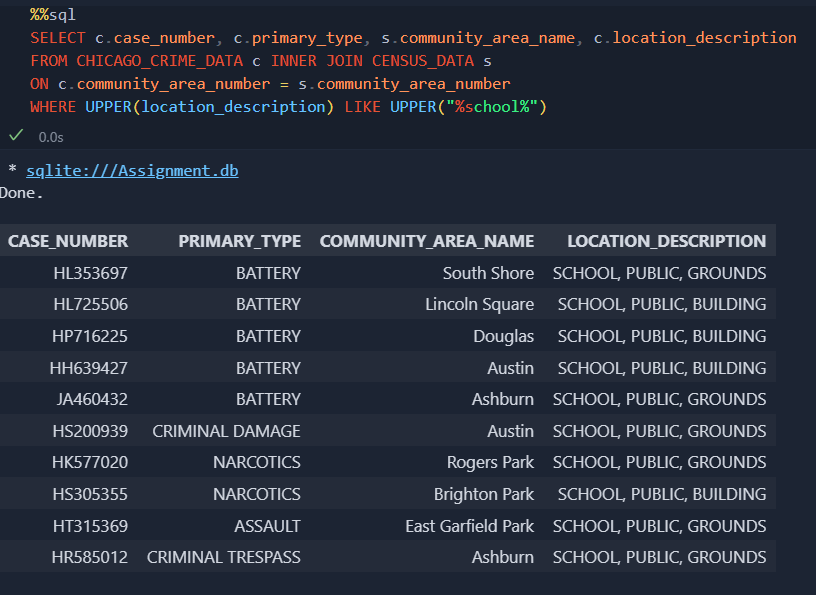 %%sql
SELECT c.case_number, c.primary_type, s.community_area_name, c.location_description
FROM CHICAGO_CRIME_DATA c INNER JOIN CENSUS_DATA s
ON c.community_area_number = s.community_area_number
WHERE UPPER(location_description) LIKE UPPER("%school%")
✓ 0.0s
* sqlite:///Assignment.db
Done.
CASE_NUMBER PRIMARY_TYPE COMMUNITY_AREA_NAME LOCATION_DESCRIPTION
HL353697 BATTERY South Shore SCHOOL, PUBLIC, GROUNDS
HL725506 BATTERY Lincoln Square SCHOOL, PUBLIC, BUILDING
HP716225 BATTERY Douglas SCHOOL, PUBLIC, BUILDING
HH639427 BATTERY Austin SCHOOL, PUBLIC, BUILDING
JA460432 BATTERY Ashburn SCHOOL, PUBLIC, GROUNDS
HS200939 CRIMINAL DAMAGE Austin SCHOOL, PUBLIC, GROUNDS
HK577020 NARCOTICS Rogers Park SCHOOL, PUBLIC, GROUNDS
HS305355 NARCOTICS Brighton Park SCHOOL, PUBLIC, BUILDING
HT315369 ASSAULT East Garfield Park SCHOOL, PUBLIC, GROUNDS
HR585012 CRIMINAL TRESPASS Ashburn SCHOOL, PUBLIC, GROUNDS